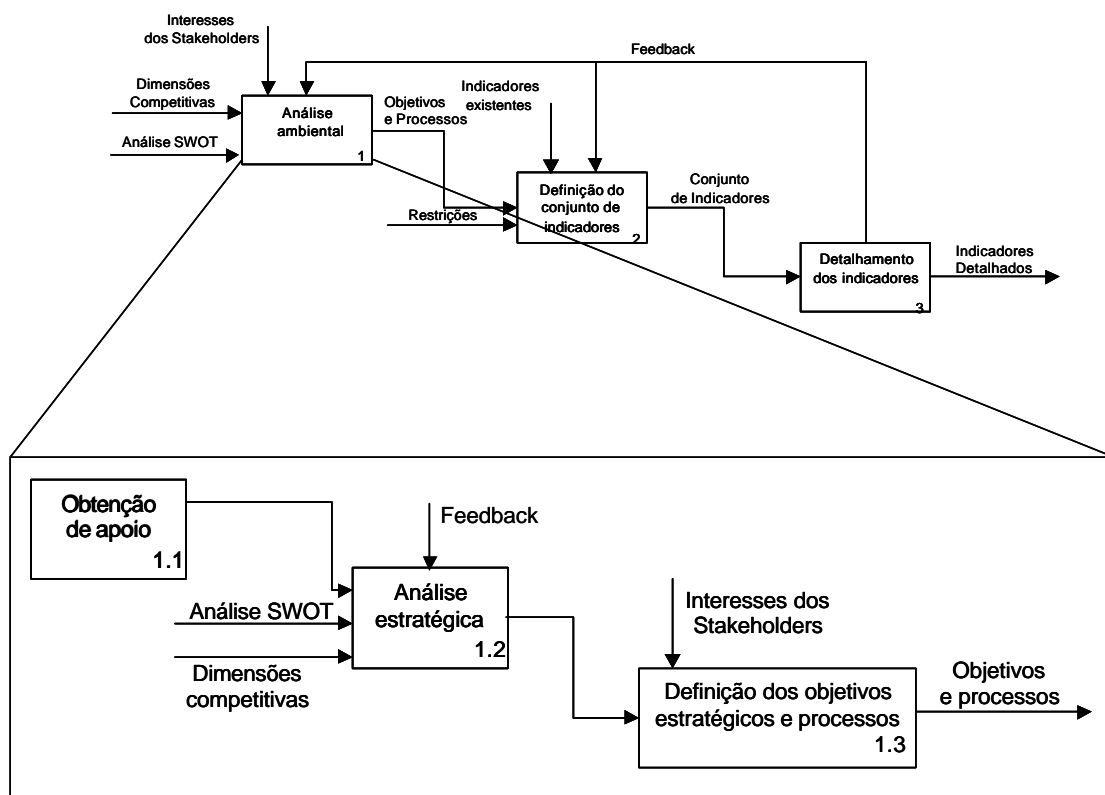 Interesses
dos Stakeholders
Feedback
Dimensões
Competitivas
Indicadores
existentes
Objetivos
e Processos
Análise
ambiental
1
Análise SWOT
Conjunto
de Indicadores
Definição do
conjunto de
indicadores
2
Restrições
Detalhamento
dos indicadores
3
Indicadores
Detalhados
Obtenção
de apoio
1.1
Feedback
Análise
estratégica
1.2
Análise SWOT
Dimensões
competitivas
Interesses dos
Stakeholders
Definição dos objetivos
estratégicos e processos
1.3
Objetivos
e processos